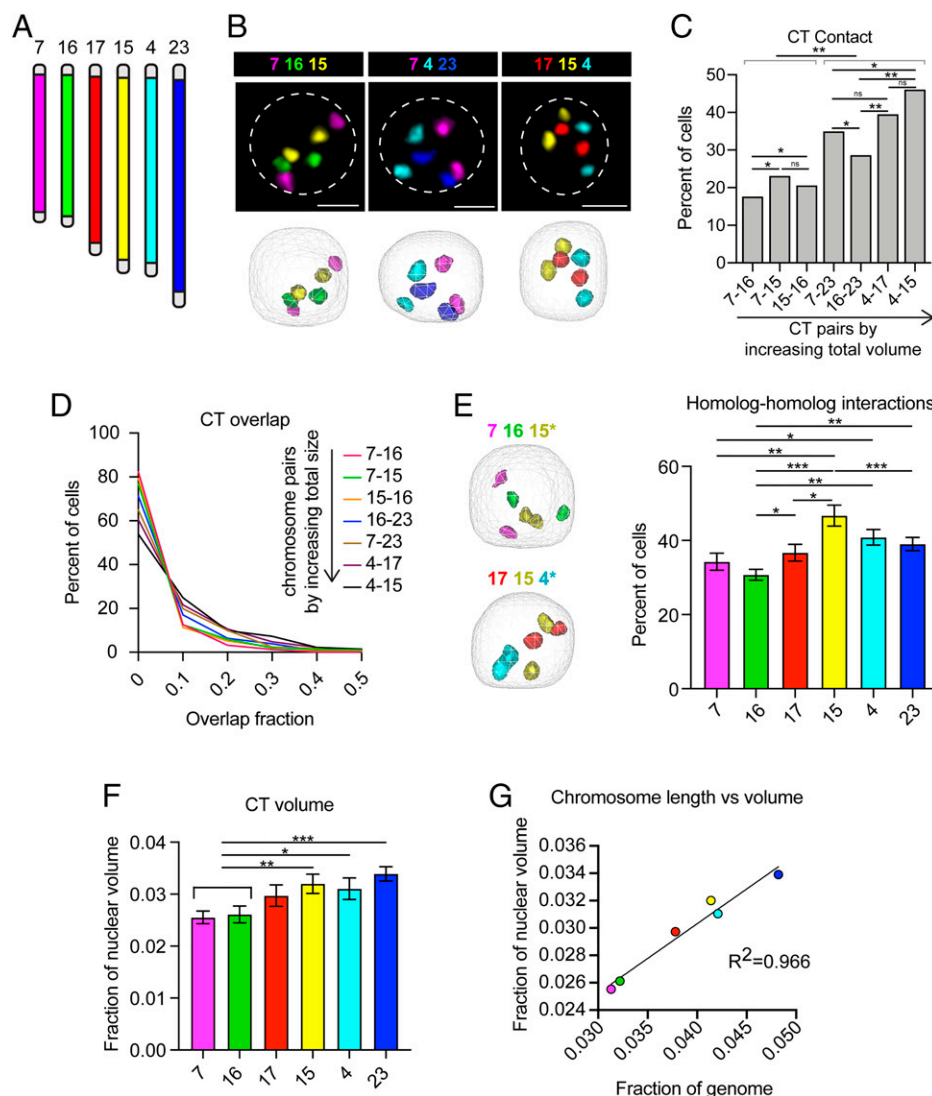 A
7 16 17 15 4 23
B
7 16 15
7 4 23
17 15 4
C
CT Contact
**
*
**
ns
ns
**
*
*
*
ns
Percent of cells
50
40
30
20
10
0
7-16
7-15
15-16
7-23
16-23
4-17
4-15
CT pairs by
increasing total volume
D
CT overlap
Percent of cells
100
80
60
40
20
0
0
0.1
0.2
0.3
0.4
0.5
Overlap fraction
chromosome pairs
by increasing total size
7-16
7-15
15-16
16-23
7-23
4-17
4-15
E
7 16 15*
17 15 4*
Homolog-homolog interactions
**
*
**
*** ***
**
*
*
Percent of cells
60
40
20
0
7
16
17
15
4
23
F
CT volume
***
*
**
Fraction of nuclear volume
0.04
0.03
0.02
0.01
0.00
7
16
17
15
4
23
G
Chromosome length vs volume
Fraction of nuclear volume
0.036
0.034
0.032
0.030
0.028
0.026
0.024
R2=0.966
0.030
0.035
0.040
0.045
0.050
Fraction of genome